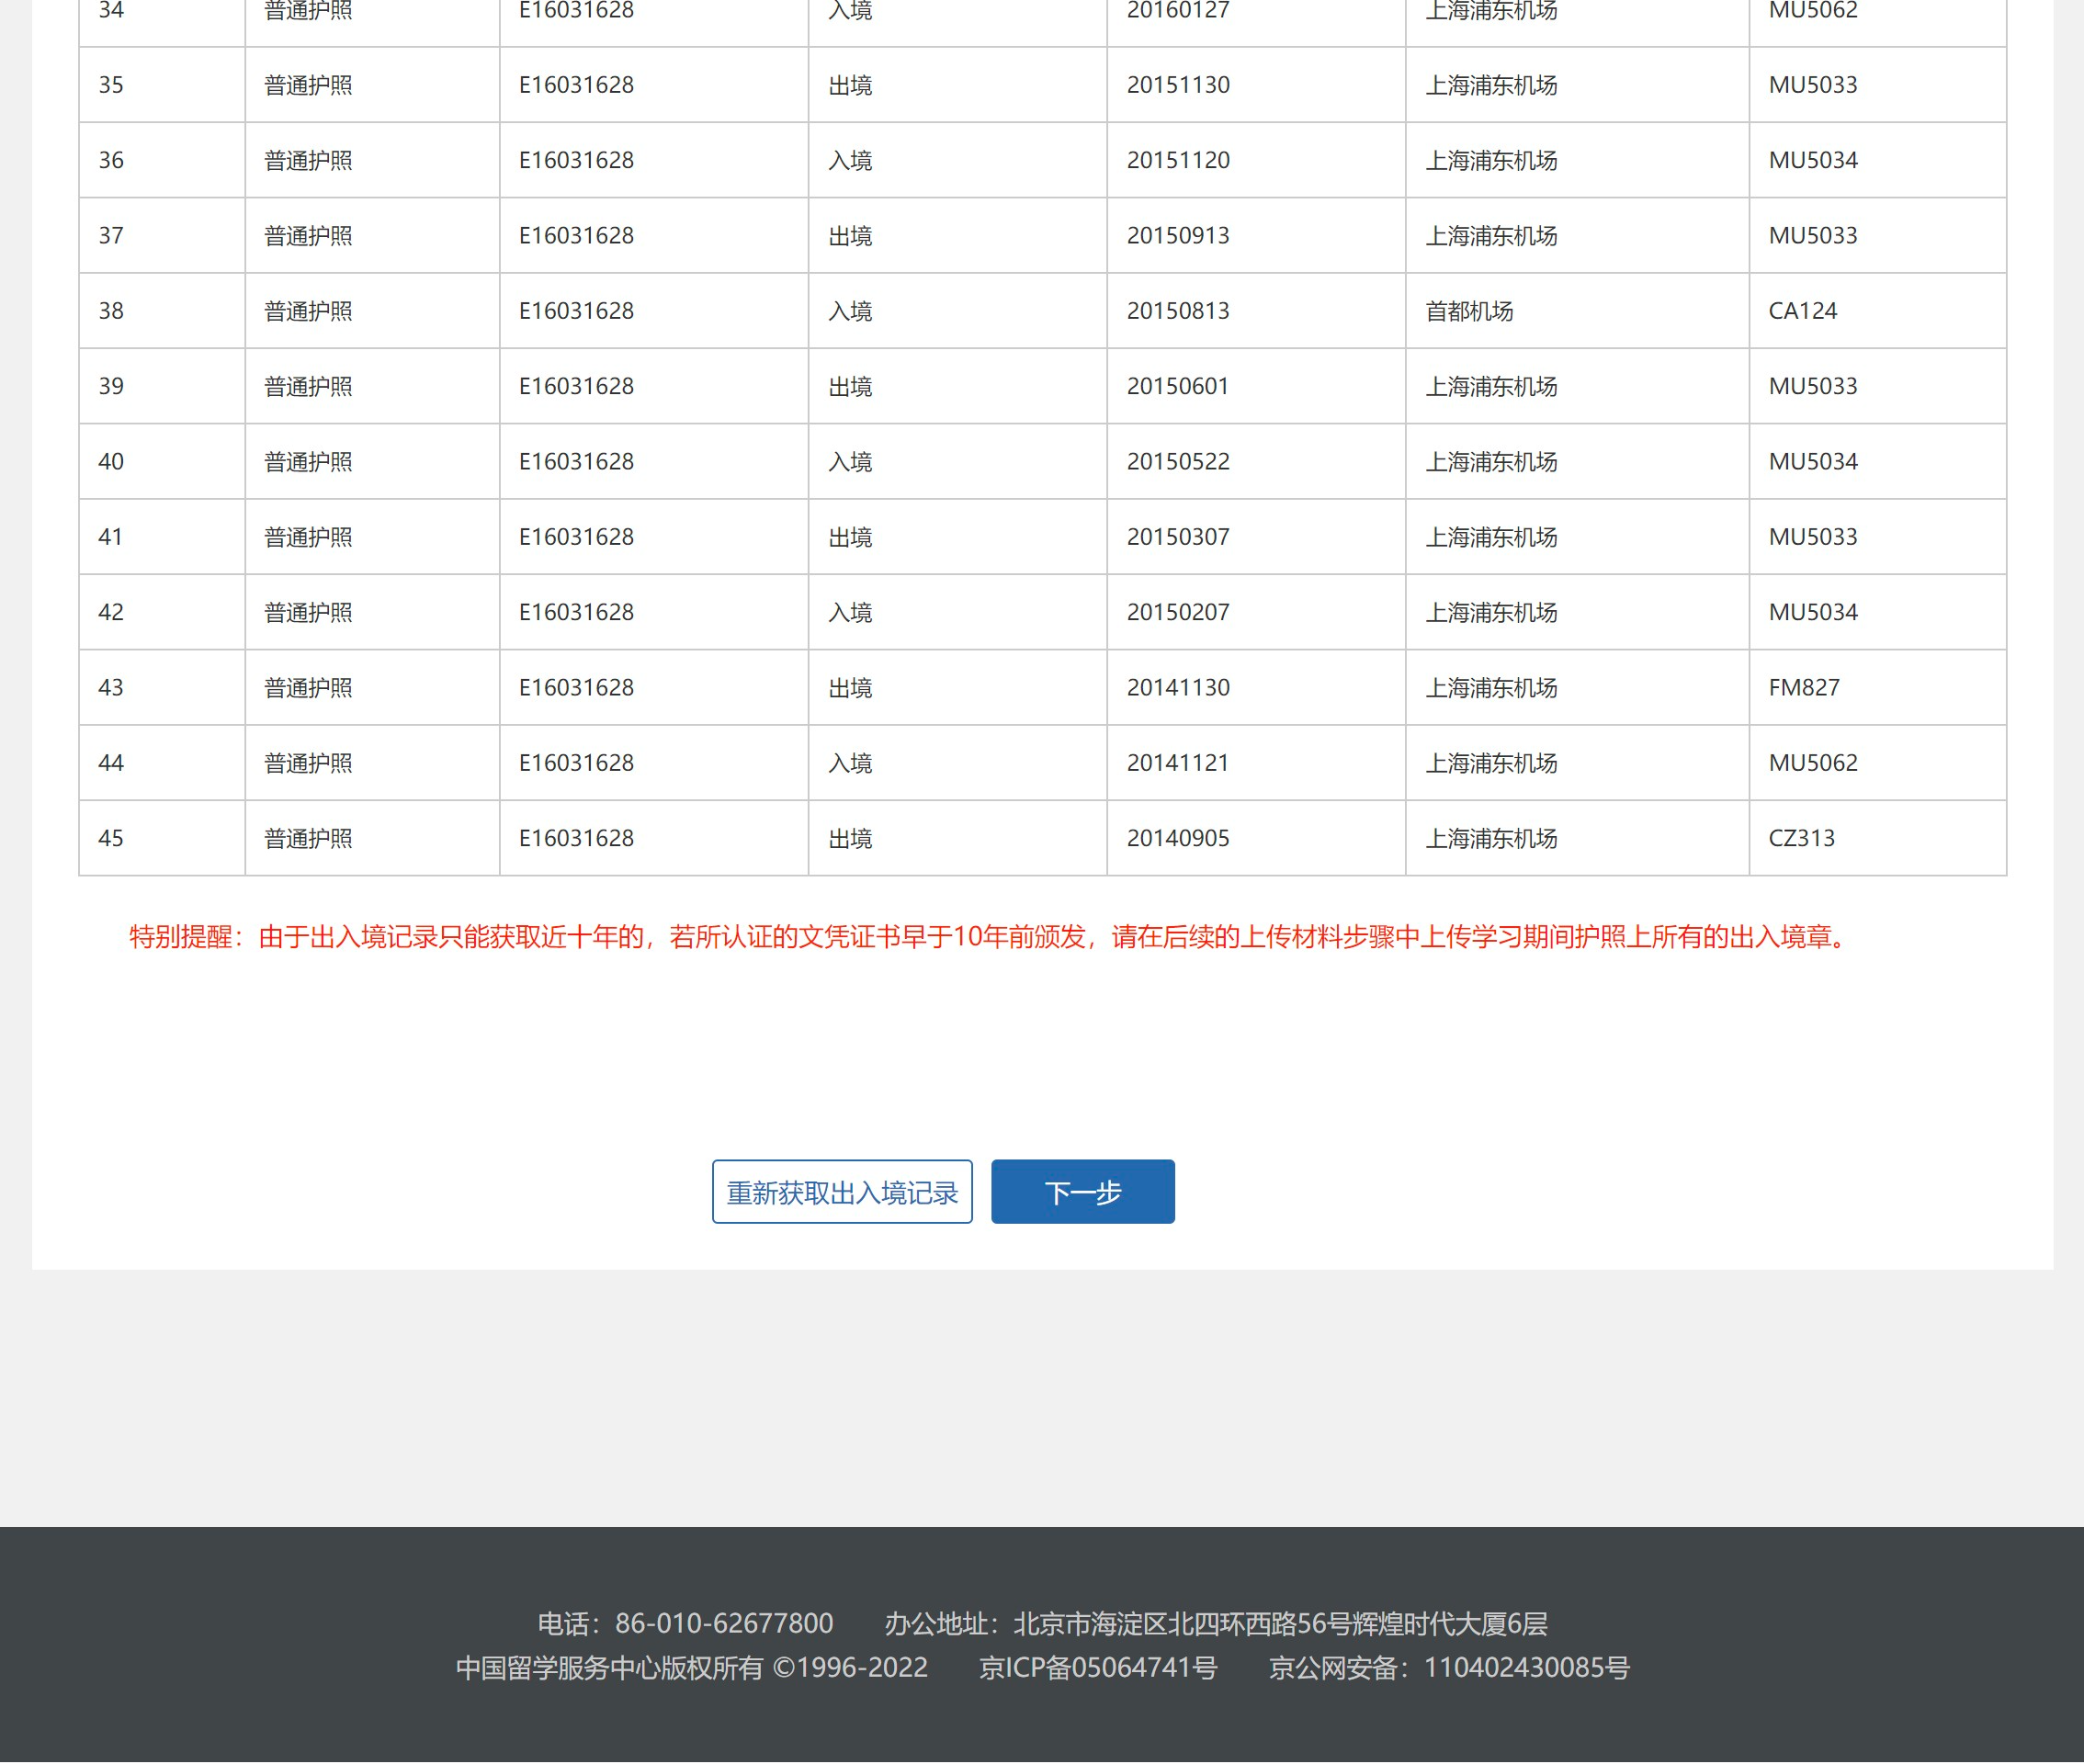 34 普通护照 E16031628 入境 20160127 上海浦东机场 MU5062
35 普通护照 E16031628 出境 20151130 上海浦东机场 MU5033
36 普通护照 E16031628 入境 20151120 上海浦东机场 MU5034
37 普通护照 E16031628 出境 20150913 上海浦东机场 MU5033
38 普通护照 E16031628 入境 20150813 首都机场 CA124
39 普通护照 E16031628 出境 20150601 上海浦东机场 MU5033
40 普通护照 E16031628 入境 20150522 上海浦东机场 MU5034
41 普通护照 E16031628 出境 20150307 上海浦东机场 MU5033
42 普通护照 E16031628 入境 20150207 上海浦东机场 MU5034
43 普通护照 E16031628 出境 20141130 上海浦东机场 FM827
44 普通护照 E16031628 入境 20141121 上海浦东机场 MU5062
45 普通护照 E16031628 出境 20140905 上海浦东机场 CZ313
特别提醒：由于出入境记录只能获取近十年的，若所认证的文凭证书早于10年前颁发，请在后续的上传材料步骤中上传学习期间护照上所有的出入境章。
重新获取出入境记录 下一步
电话：86-010-62677800 办公地址：北京市海淀区北四环西路56号辉煌时代大厦6层
中国留学服务中心版权所有 ©1996-2022 京ICP备05064741号 京公网安备：110402430085号